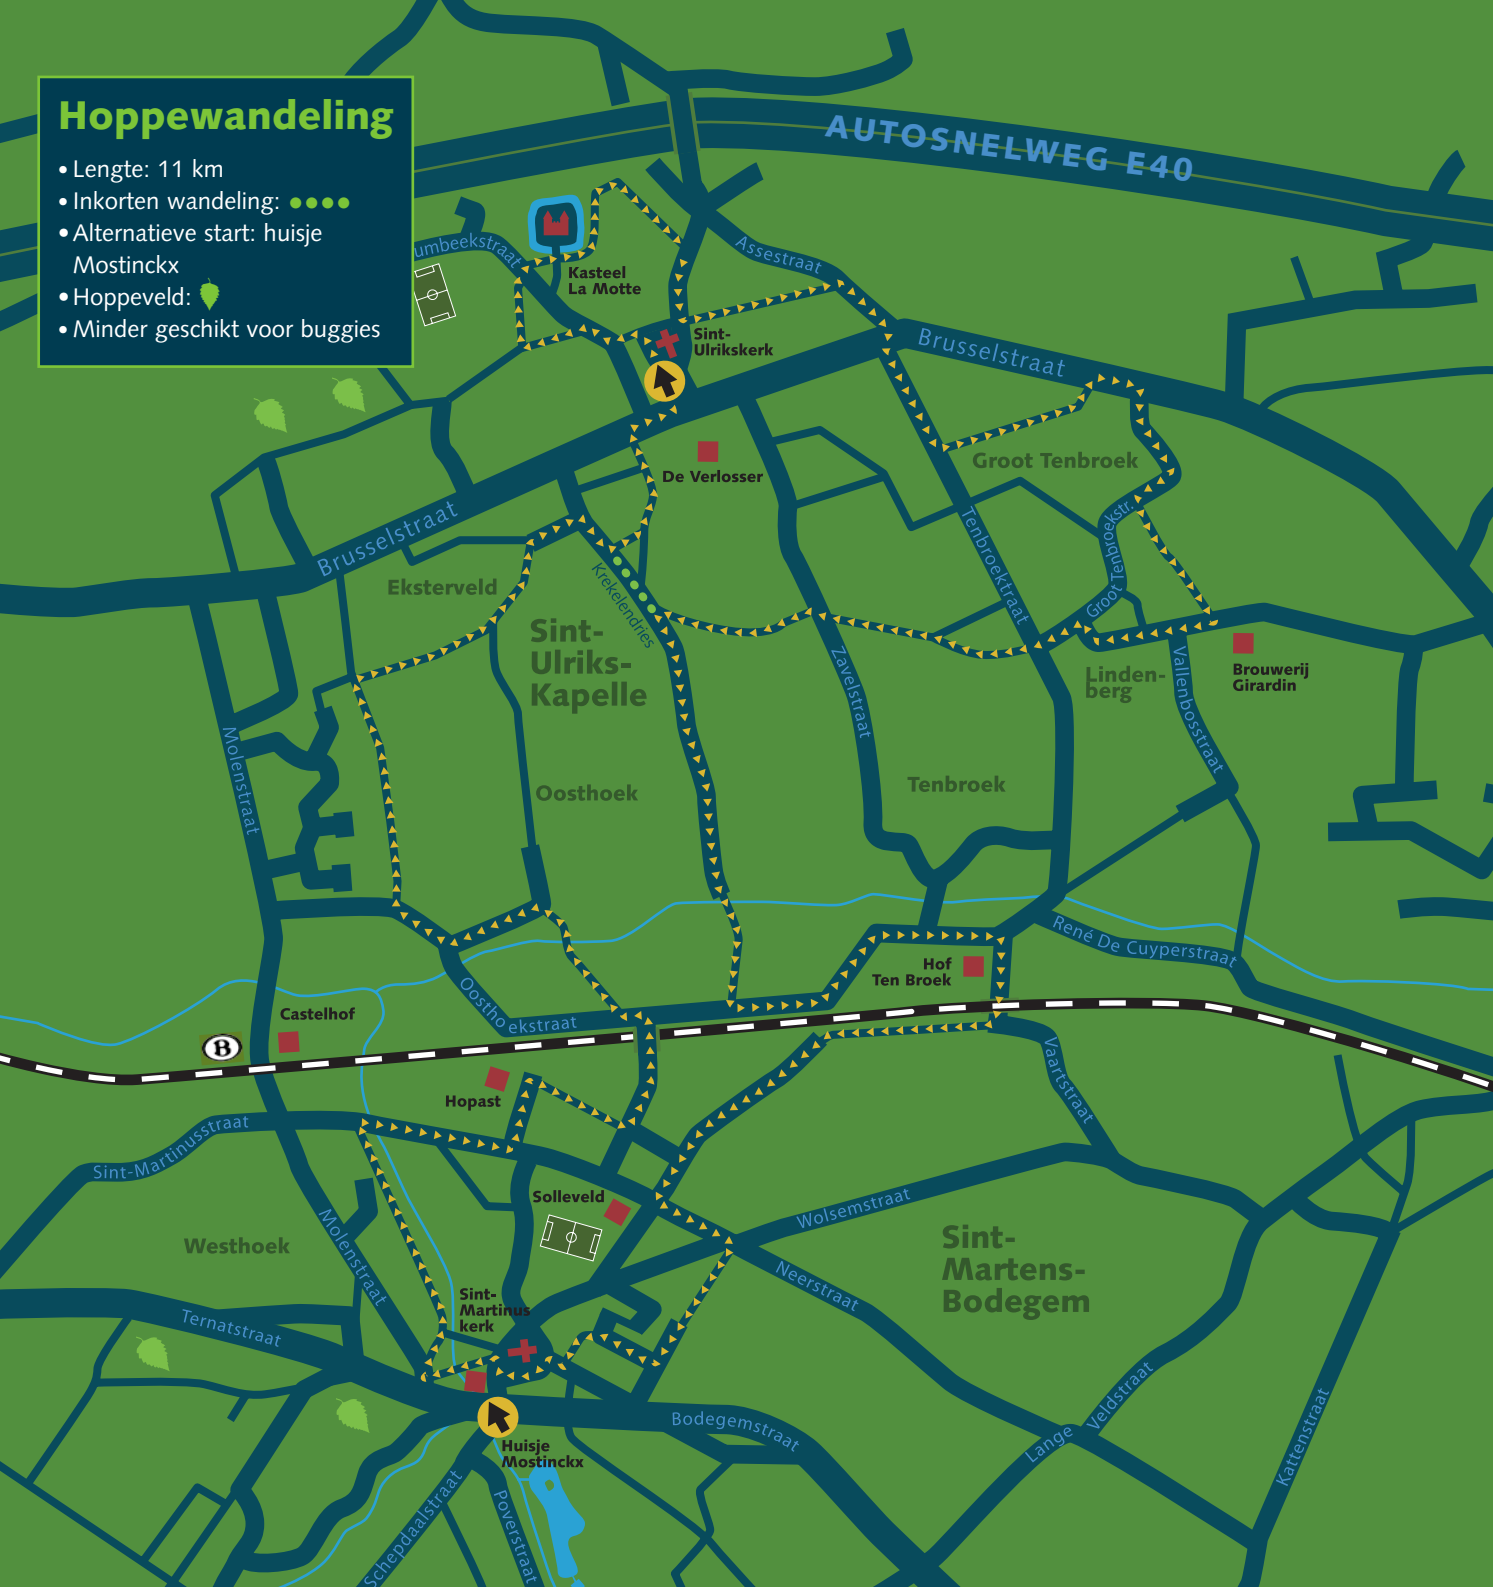 AUTOSNELWEG E40
Hoppewandeling
• Lengte: 11 km
• Inkorten wandeling:
• Alternatieve start: huisje
Mostinckx
• Hoppeveld:
• Minder geschikt voor buggies
umbeekstraat
Assestraat
Kasteel
La Motte
Sint-
Ulrikskerk
Brusselstraat
Groot Tenbroek
De Verlosser
Brusselstraat
Tenbroektraat
Groot Tenbroekstr.
Eksterveld
Krekelendries
Sint-
Ulriks-
Kapelle
Zavelstraat
Linden-
berg
Vallenbosstraat
Brouwerij
Girardin
Molenstraat
Oosthoek
Tenbroek
René De Cuyperstraat
Hof
Ten Broek
Oosthoekstraat
Castelhof
B
Hopast
Vaartstraat
Sint-Martinusstraat
Solleveld
Wolsemstraat
Molenstraat
Westhoek
Sint-
Martens-
Bodegem
Neerstraat
Sint-
Martinus
kerk
Ternatstraat
Bodegemstraat
Lange Veldstraat
Kattenstraat
Huisje
Mostinckx
Schepdaalstraat
Poverstraat